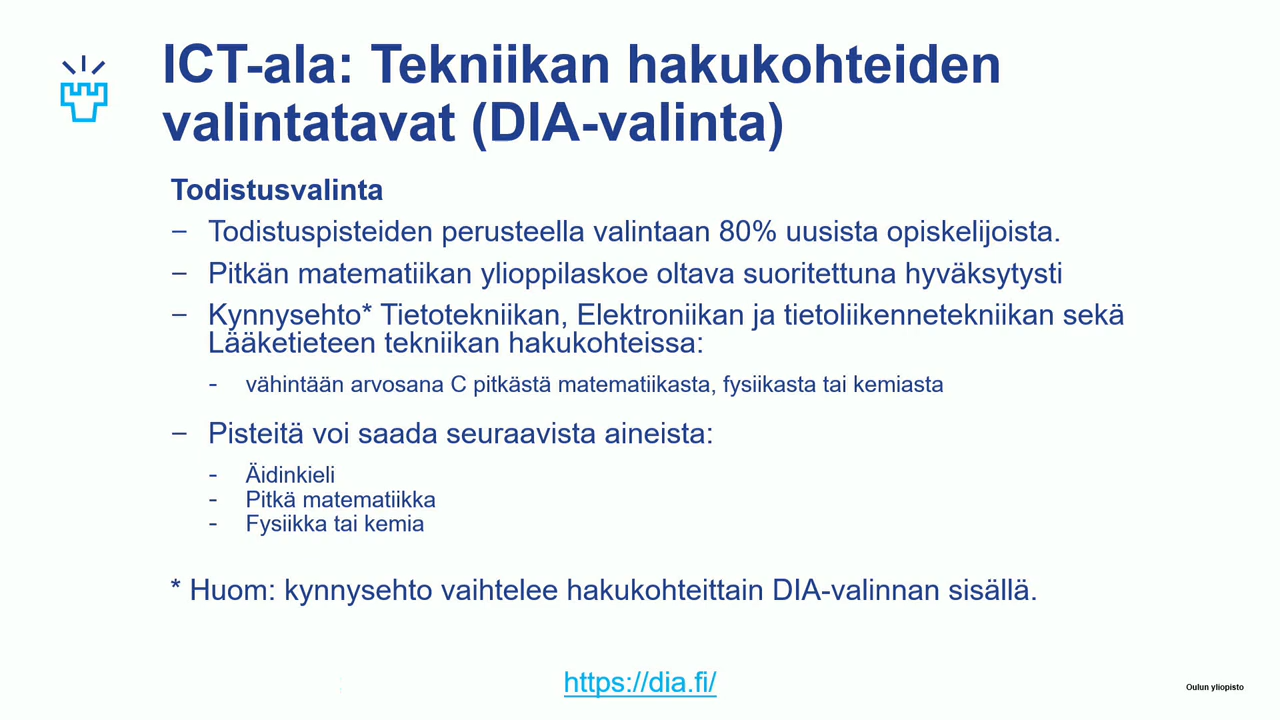 ICT-ala: Tekniikan hakukohteiden
valintatavat (DIA-valinta)
Todistusvalinta
– Todistuspisteiden perusteella valintaan 80% uusista opiskelijoista.
– Pitkän matematiikan ylioppilaskoe oltava suoritettuna hyväksytysti
– Kynnysehto* Tietotekniikan, Elektroniikan ja tietoliikennetekniikan sekä
Lääketieteen tekniikan hakukohteissa:
- vähintään arvosana C pitkästä matematiikasta, fysiikasta tai kemiasta
– Pisteitä voi saada seuraavista aineista:
- Äidinkieli
- Pitkä matematiikka
- Fysiikka tai kemia
* Huom: kynnysehto vaihtelee hakukohteittain DIA-valinnan sisällä.
https://dia.fi/
Oulun yliopisto